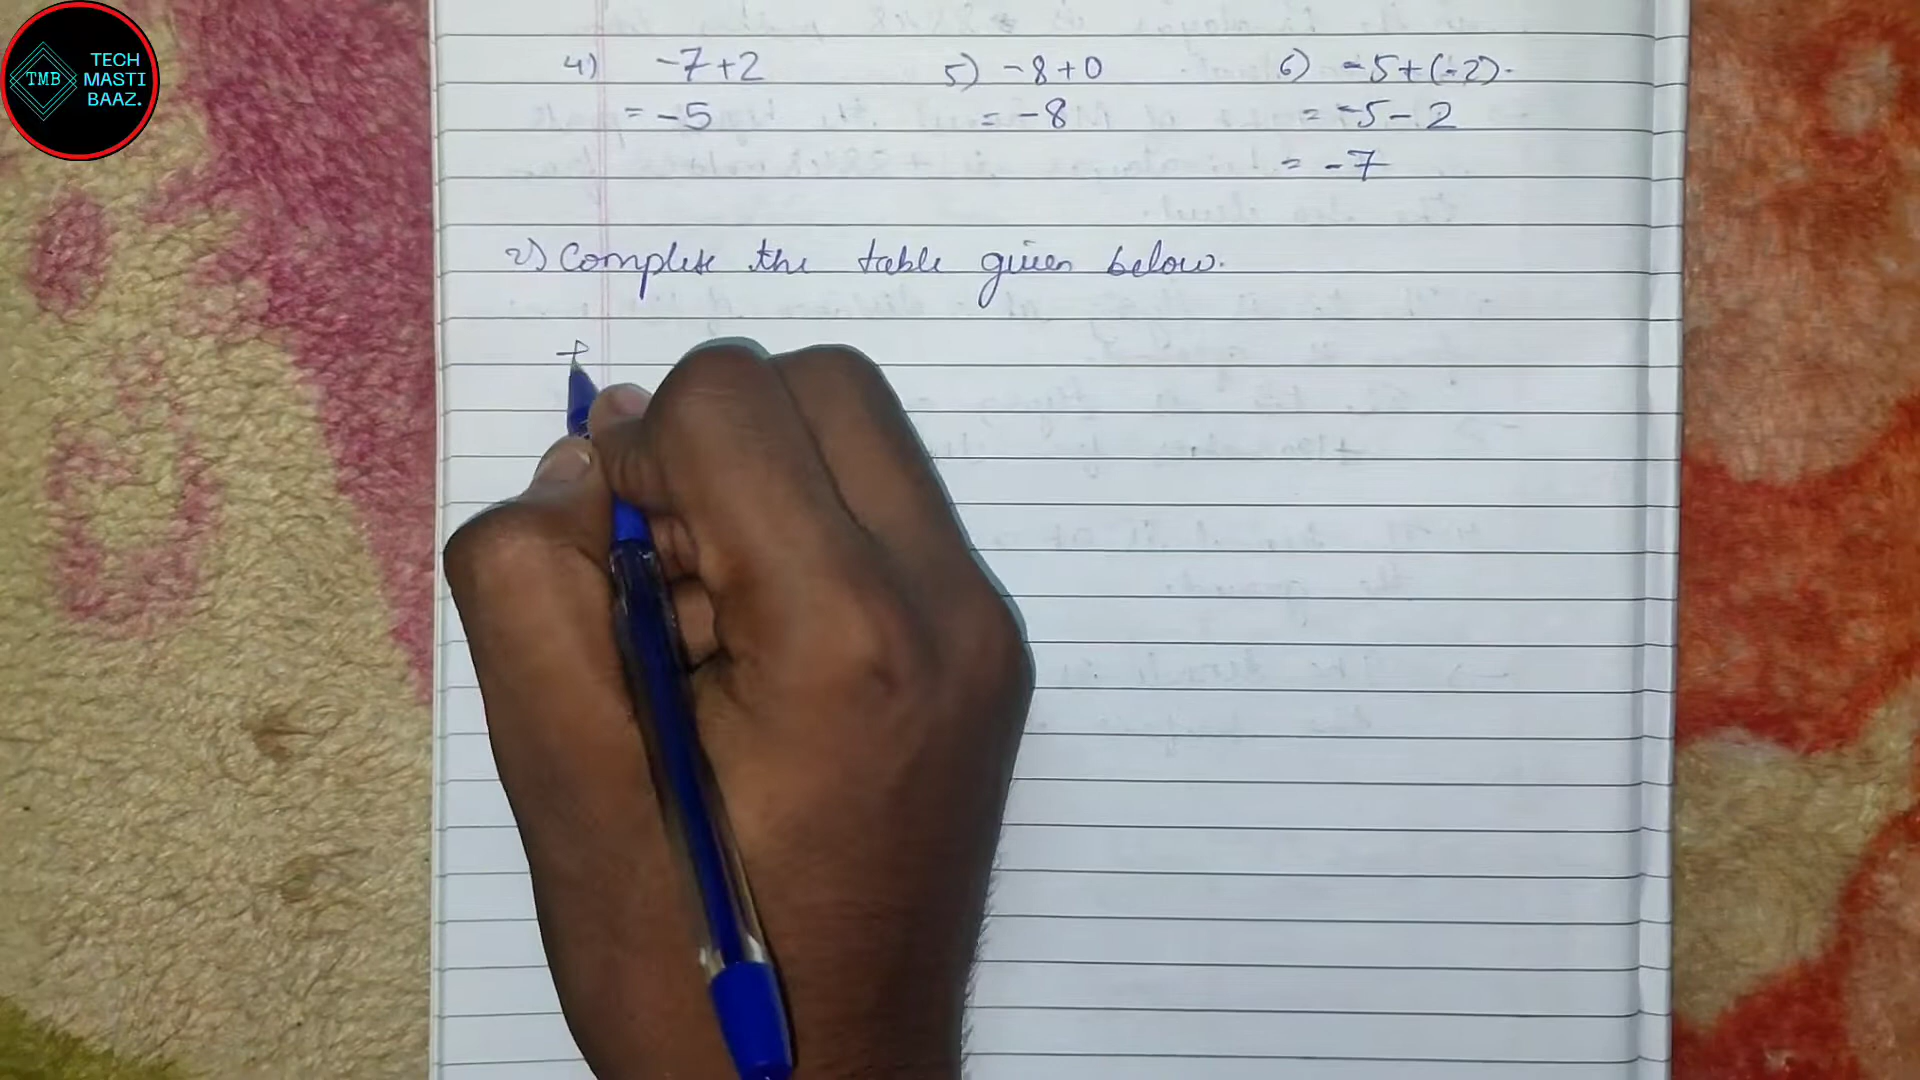 TMB
TECH
MASTI
BAAZ.
4) -7+2 5) -8+0 6) -5+(-2).
= -5 = -8 = -5-2
= -7
2) Complete the table given below.
+